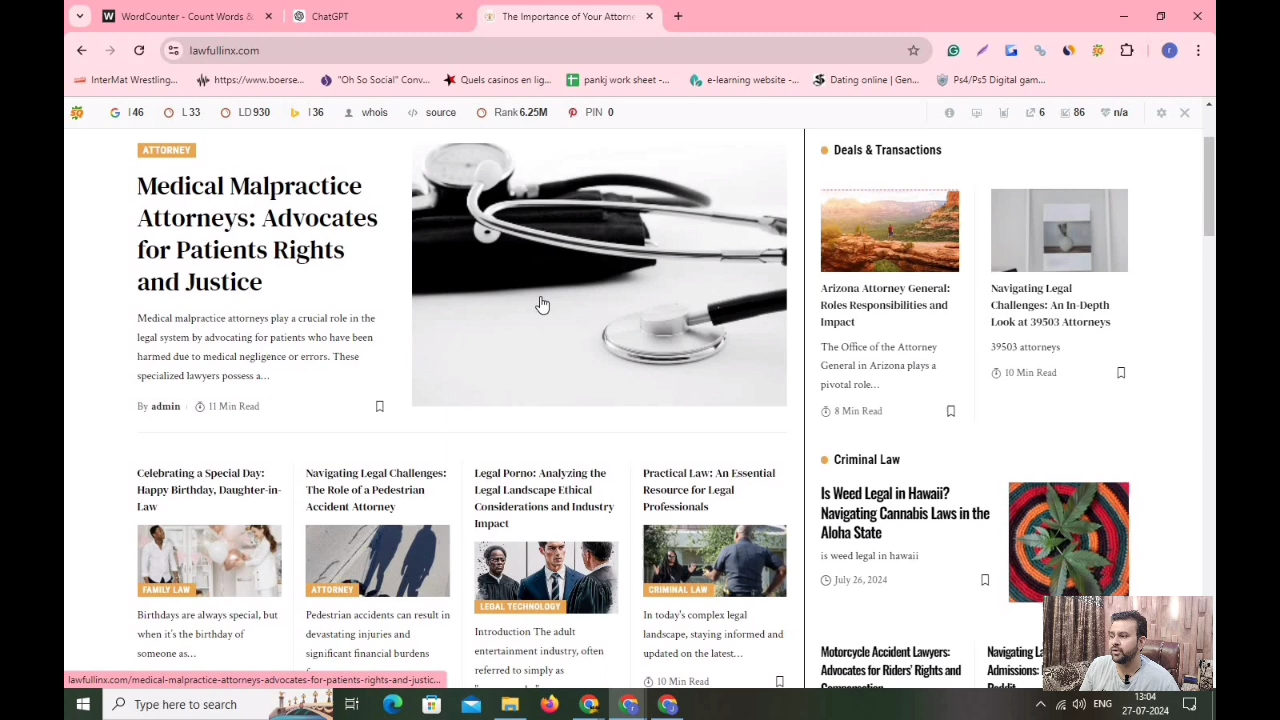 WordCounter - Count Words &
ChatGPT
The Importance of Your Attorne
lawfullinx.com
InterMat Wrestling...
https://www.boerse...
"Oh So Social" Conv...
Quels casinos en lig...
pankj work sheet -...
e-learning website -...
Dating online | Gen...
Ps4/Ps5 Digital gam...
I 46
L 33
LD 930
I 36
whois
source
Rank 6.25M
PIN 0
6
86
n/a
ATTORNEY
Medical Malpractice
Attorneys: Advocates
for Patients Rights
and Justice
Medical malpractice attorneys play a crucial role in the
legal system by advocating for patients who have been
harmed due to medical negligence or errors. These
specialized lawyers possess a...
By admin
11 Min Read
Celebrating a Special Day:
Happy Birthday, Daughter-in-
Law
FAMILY LAW
Birthdays are always special, but
when it's the birthday of
someone as...
Navigating Legal Challenges:
The Role of a Pedestrian
Accident Attorney
ATTORNEY
Pedestrian accidents can result in
devastating injuries and
significant financial burdens
Legal Porno: Analyzing the
Legal Landscape Ethical
Considerations and Industry
Impact
LEGAL TECHNOLOGY
Introduction The adult
entertainment industry, often
referred to simply as
Practical Law: An Essential
Resource for Legal
Professionals
CRIMINAL LAW
In today's complex legal
landscape, staying informed and
updated on the latest...
10 Min Read
Deals & Transactions
Arizona Attorney General:
Roles Responsibilities and
Impact
The Office of the Attorney
General in Arizona plays a
pivotal role...
8 Min Read
Navigating Legal
Challenges: An In-Depth
Look at 39503 Attorneys
39503 attorneys
10 Min Read
Criminal Law
Is Weed Legal in Hawaii?
Navigating Cannabis Laws in the
Aloha State
is weed legal in hawaii
July 26, 2024
Motorcycle Accident Lawyers:
Advocates for Riders' Rights and
lawfullinx.com/medical-malpractice-attorneys-advocates-for-patients-rights-and-justic...
Type here to search
ENG
13:04
27-07-2024